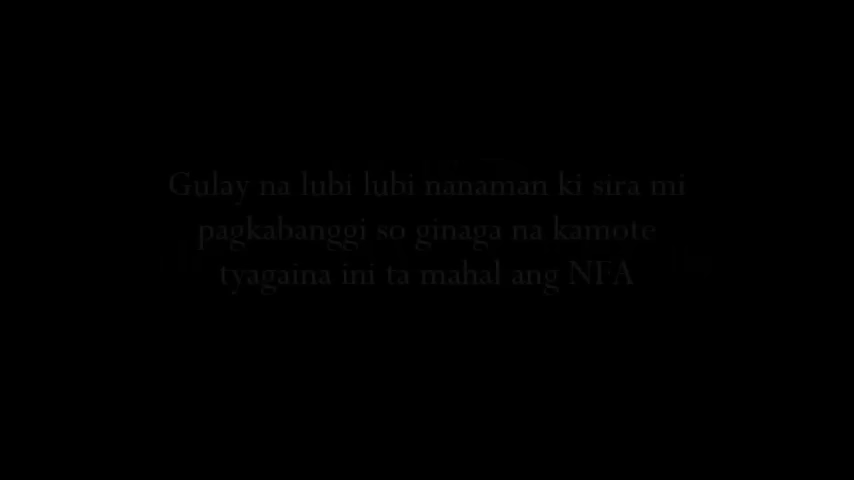 Gulay na lubi lubi nanaman ki sira mi
pagkabanggi so ginaga na kamote
tyagaina ini ta mahal ang NFA